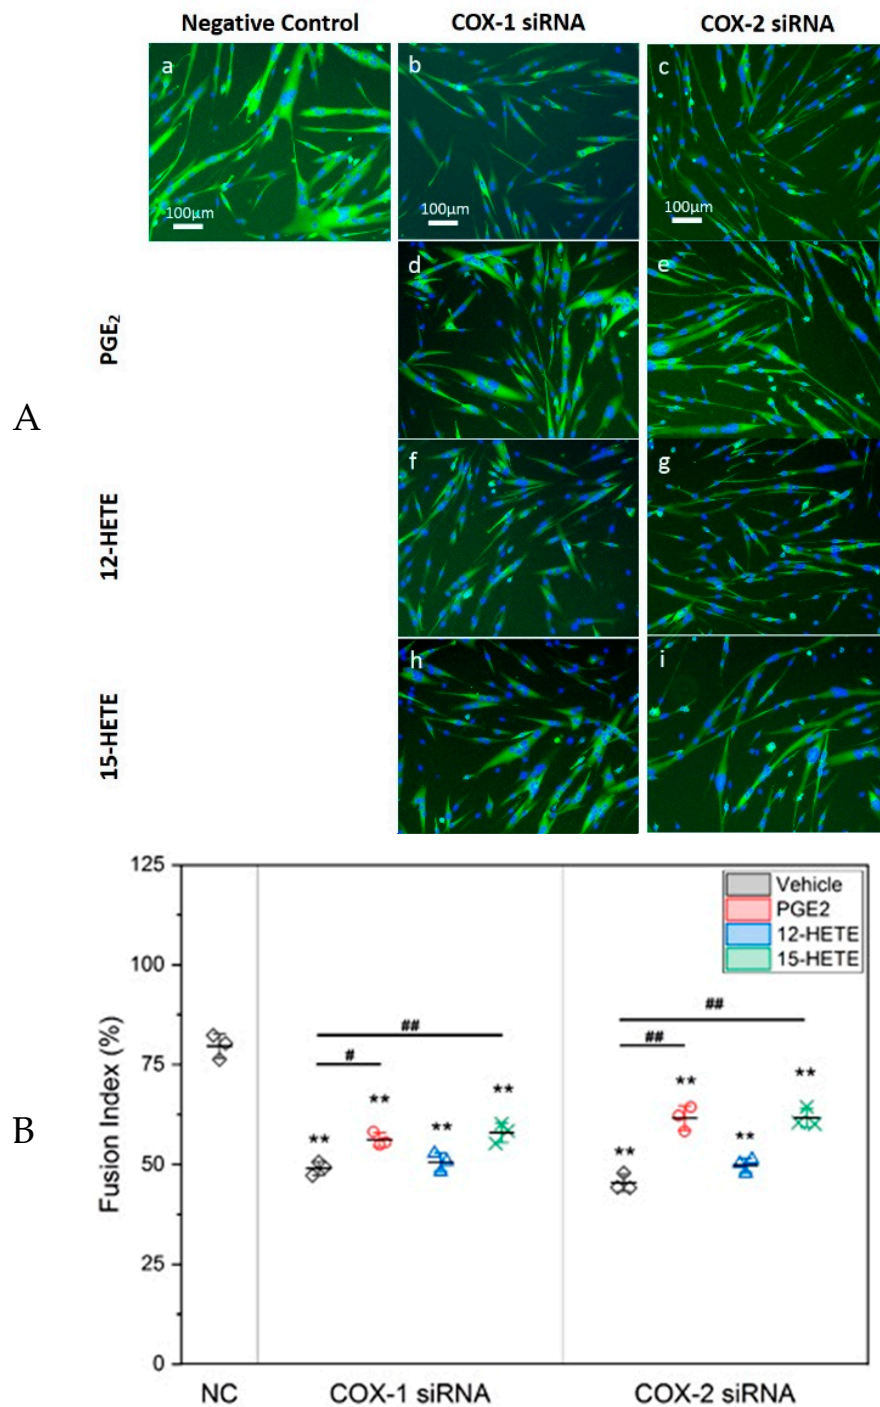 Negative Control COX-1 siRNA COX-2 siRNA
a b c
100μm 100μm 100μm
PGE₂ d e
A
12-HETE f g
15-HETE h i
B
Fusion Index (%)
125
100
75
50
25
0
Vehicle
PGE2
12-HETE
15-HETE
##
#
** ** ** **
##
##
** ** ** **
NC COX-1 siRNA COX-2 siRNA